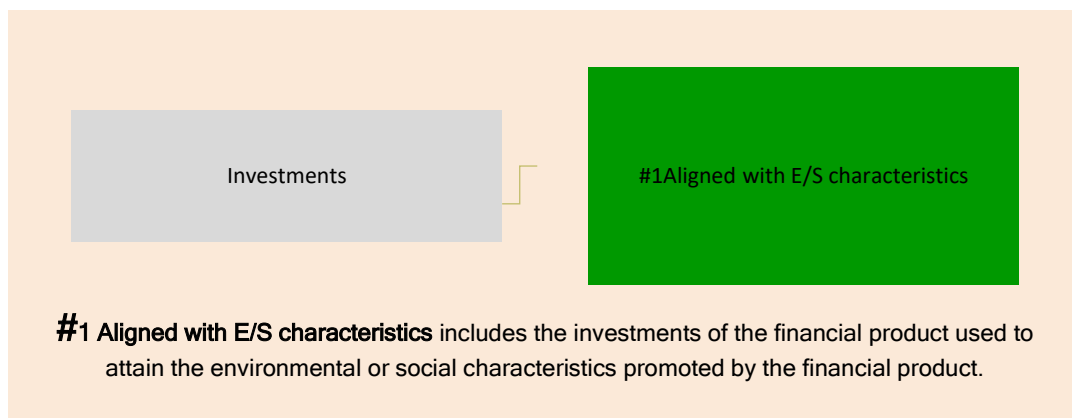 Investments
#1Aligned with E/S characteristics
#1 Aligned with E/S characteristics includes the investments of the financial product used to
attain the environmental or social characteristics promoted by the financial product.